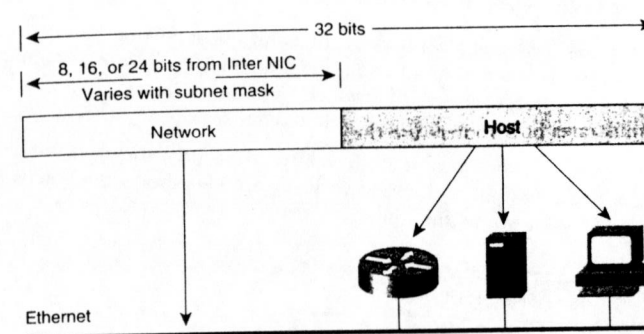 32 bits
8, 16, or 24 bits from Inter NIC
Varies with subnet mask
Network
Host
Ethernet